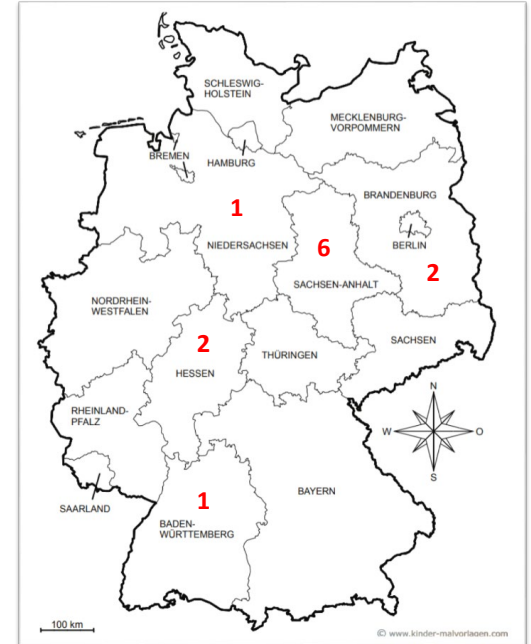 SCHLESWIG-
HOLSTEIN
MECKLENBURG-
VORPOMMERN
BREMEN
HAMBURG
BRANDENBURG
1
NIEDERSACHSEN
6
BERLIN
2
SACHSEN-ANHALT
NORDRHEIN-
WESTFALEN
2
HESSEN
THÜRINGEN
SACHSEN
N
W
O
S
RHEINLAND-
PFALZ
SAARLAND
1
BADEN-
WÜRTTEMBERG
BAYERN
100 km
© www.kinder-malvorlagen.com